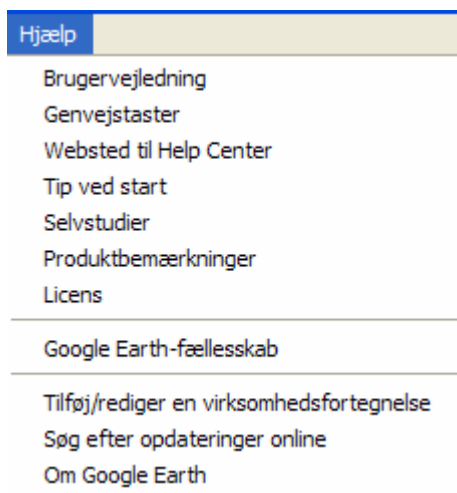 Hjælp
Brugervejledning
Genvejstaster
Websted til Help Center
Tip ved start
Selvstudier
Produktbemærkninger
Licens
Google Earth-fællesskab
Tilføj/rediger en virksomhedsfortegnelse
Søg efter opdateringer online
Om Google Earth